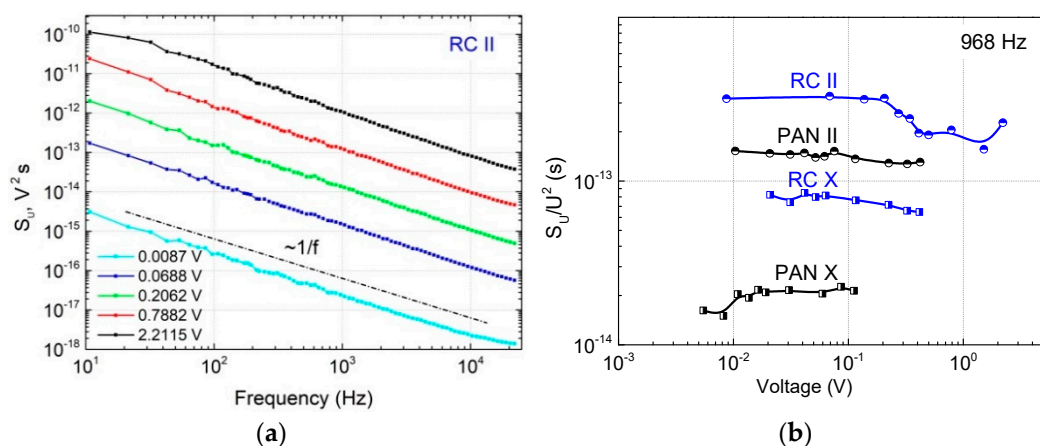 RC II
10⁻¹⁰
10⁻¹¹
10⁻¹²
10⁻¹³
10⁻¹⁴
10⁻¹⁵
10⁻¹⁶
10⁻¹⁷
10⁻¹⁸
S_U, V² s
~1/f
0.0087 V
0.0688 V
0.2062 V
0.7882 V
2.2115 V
10¹ 10² 10³ 10⁴
Frequency (Hz)
(a)
968 Hz
RC II
PAN II
RC X
PAN X
10⁻¹³
10⁻¹⁴
S_U/U² (s)
10⁻³ 10⁻² 10⁻¹ 10⁰
Voltage (V)
(b)